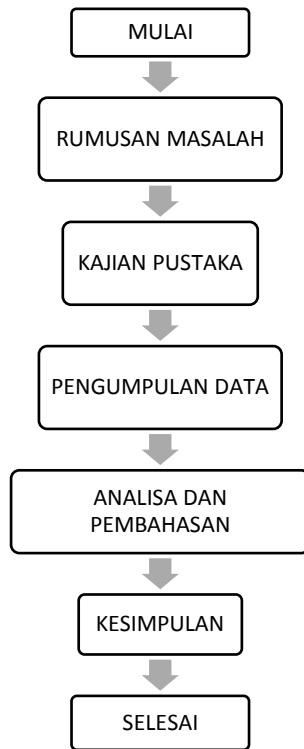 MULAI
RUMUSAN MASALAH
KAJIAN PUSTAKA
PENGUMPULAN DATA
ANALISA DAN
PEMBAHASAN
KESIMPULAN
SELESAI